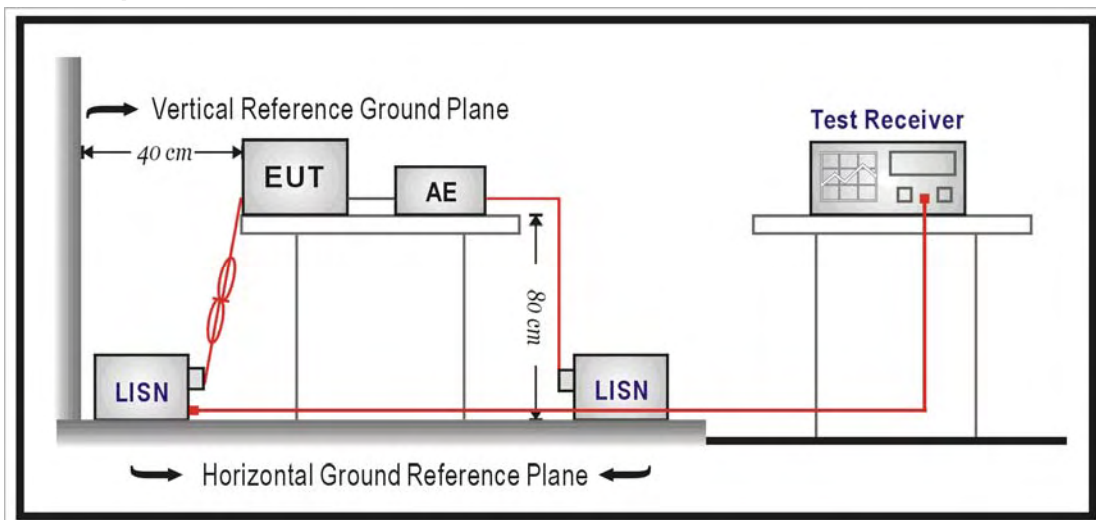 Vertical Reference Ground Plane
Test Receiver
40 cm
EUT
AE
80 cm
LISN
LISN
Horizontal Ground Reference Plane